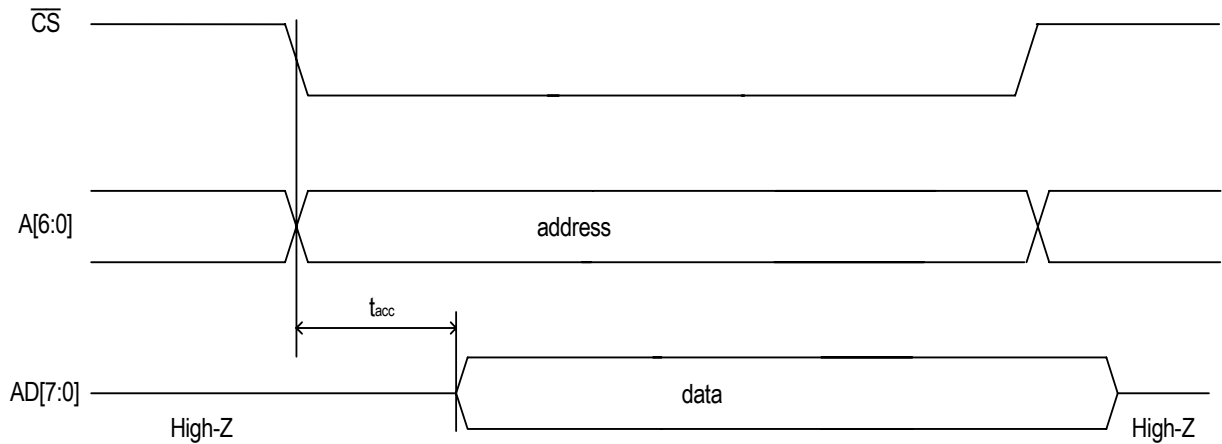 CS
A[6:0]
address
tacc
AD[7:0]
data
High-Z
High-Z